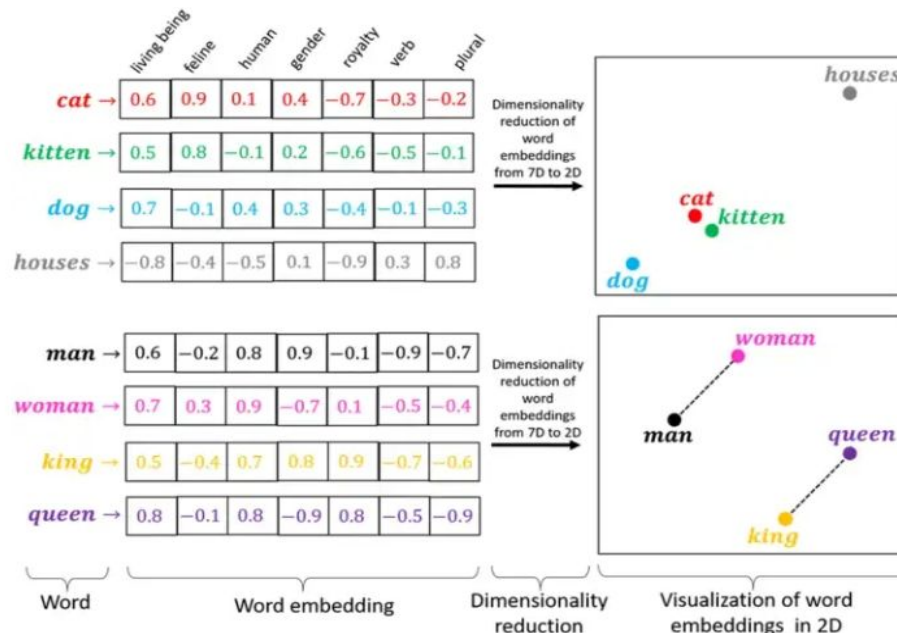 living being feline human gender royalty verb plural
cat → 0.6 0.9 0.1 0.4 −0.7 −0.3 −0.2
kitten → 0.5 0.8 −0.1 0.2 −0.6 −0.5 −0.1
dog → 0.7 −0.1 0.4 0.3 −0.4 −0.1 −0.3
houses → −0.8 −0.4 −0.5 0.1 −0.9 0.3 0.8
Dimensionality
reduction of
word
embeddings
from 7D to 2D
houses
cat
kitten
dog
man → 0.6 −0.2 0.8 0.9 −0.1 −0.9 −0.7
woman → 0.7 0.3 0.9 −0.7 0.1 −0.5 −0.4
king → 0.5 −0.4 0.7 0.8 0.9 −0.7 −0.6
queen → 0.8 −0.1 0.8 −0.9 0.8 −0.5 −0.9
Dimensionality
reduction of
word
embeddings
from 7D to 2D
woman
man
queen
king
Word
Word embedding
Dimensionality
reduction
Visualization of word
embeddings in 2D